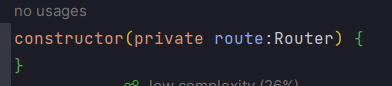 no usages
constructor(private route:Router) {
}
low complexity (26%)